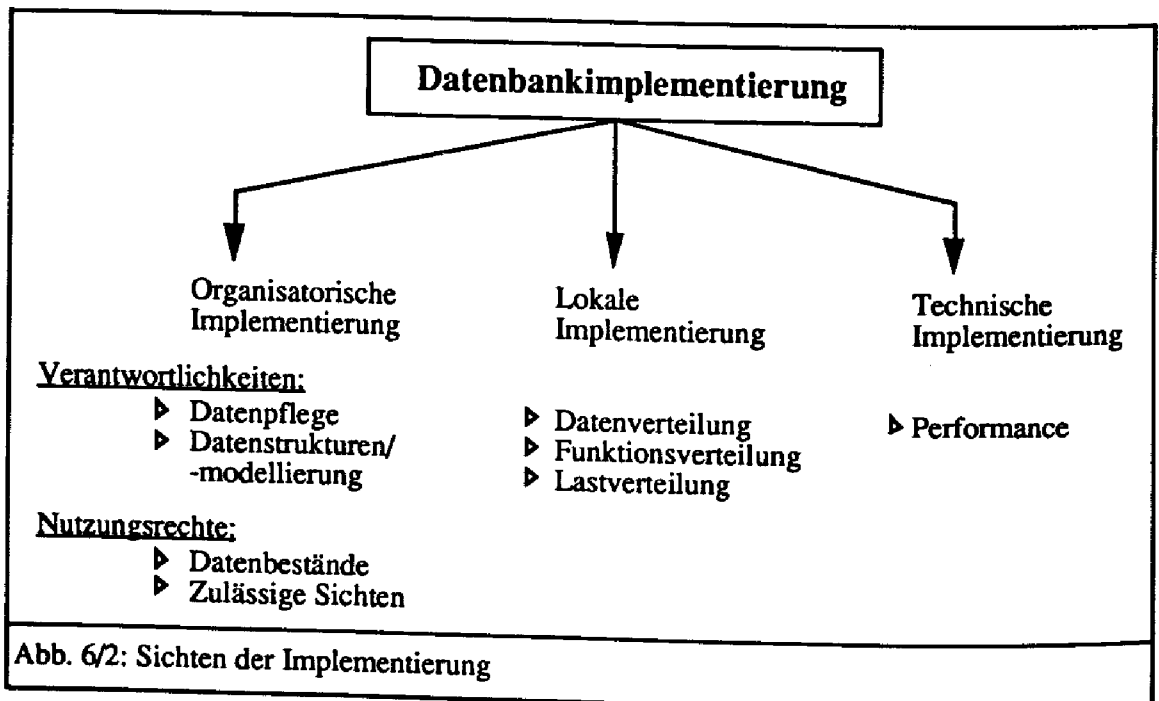 Datenbankimplementierung
Organisatorische
Implementierung
Lokale
Implementierung
Technische
Implementierung
Verantwortlichkeiten:
Datenpflege
Datenstrukturen/
-modellierung
Datenverteilung
Funktionsverteilung
Lastverteilung
Performance
Nutzungsrechte:
Datenbestände
Zulässige Sichten
Abb. 6/2: Sichten der Implementierung